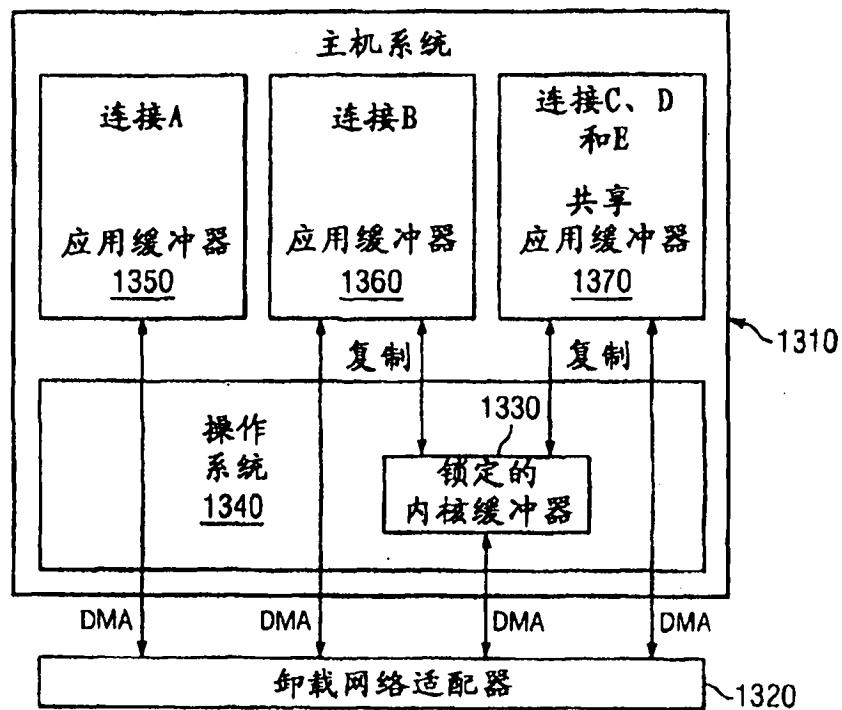 主机系统
连接A
应用缓冲器
1350
连接B
应用缓冲器
1360
连接C、D
和E
共享
应用缓冲器
1370
1310
复制
复制
操作
系统
1340
1330
锁定的
内核缓冲器
DMA
DMA
DMA
DMA
卸载网络适配器
1320